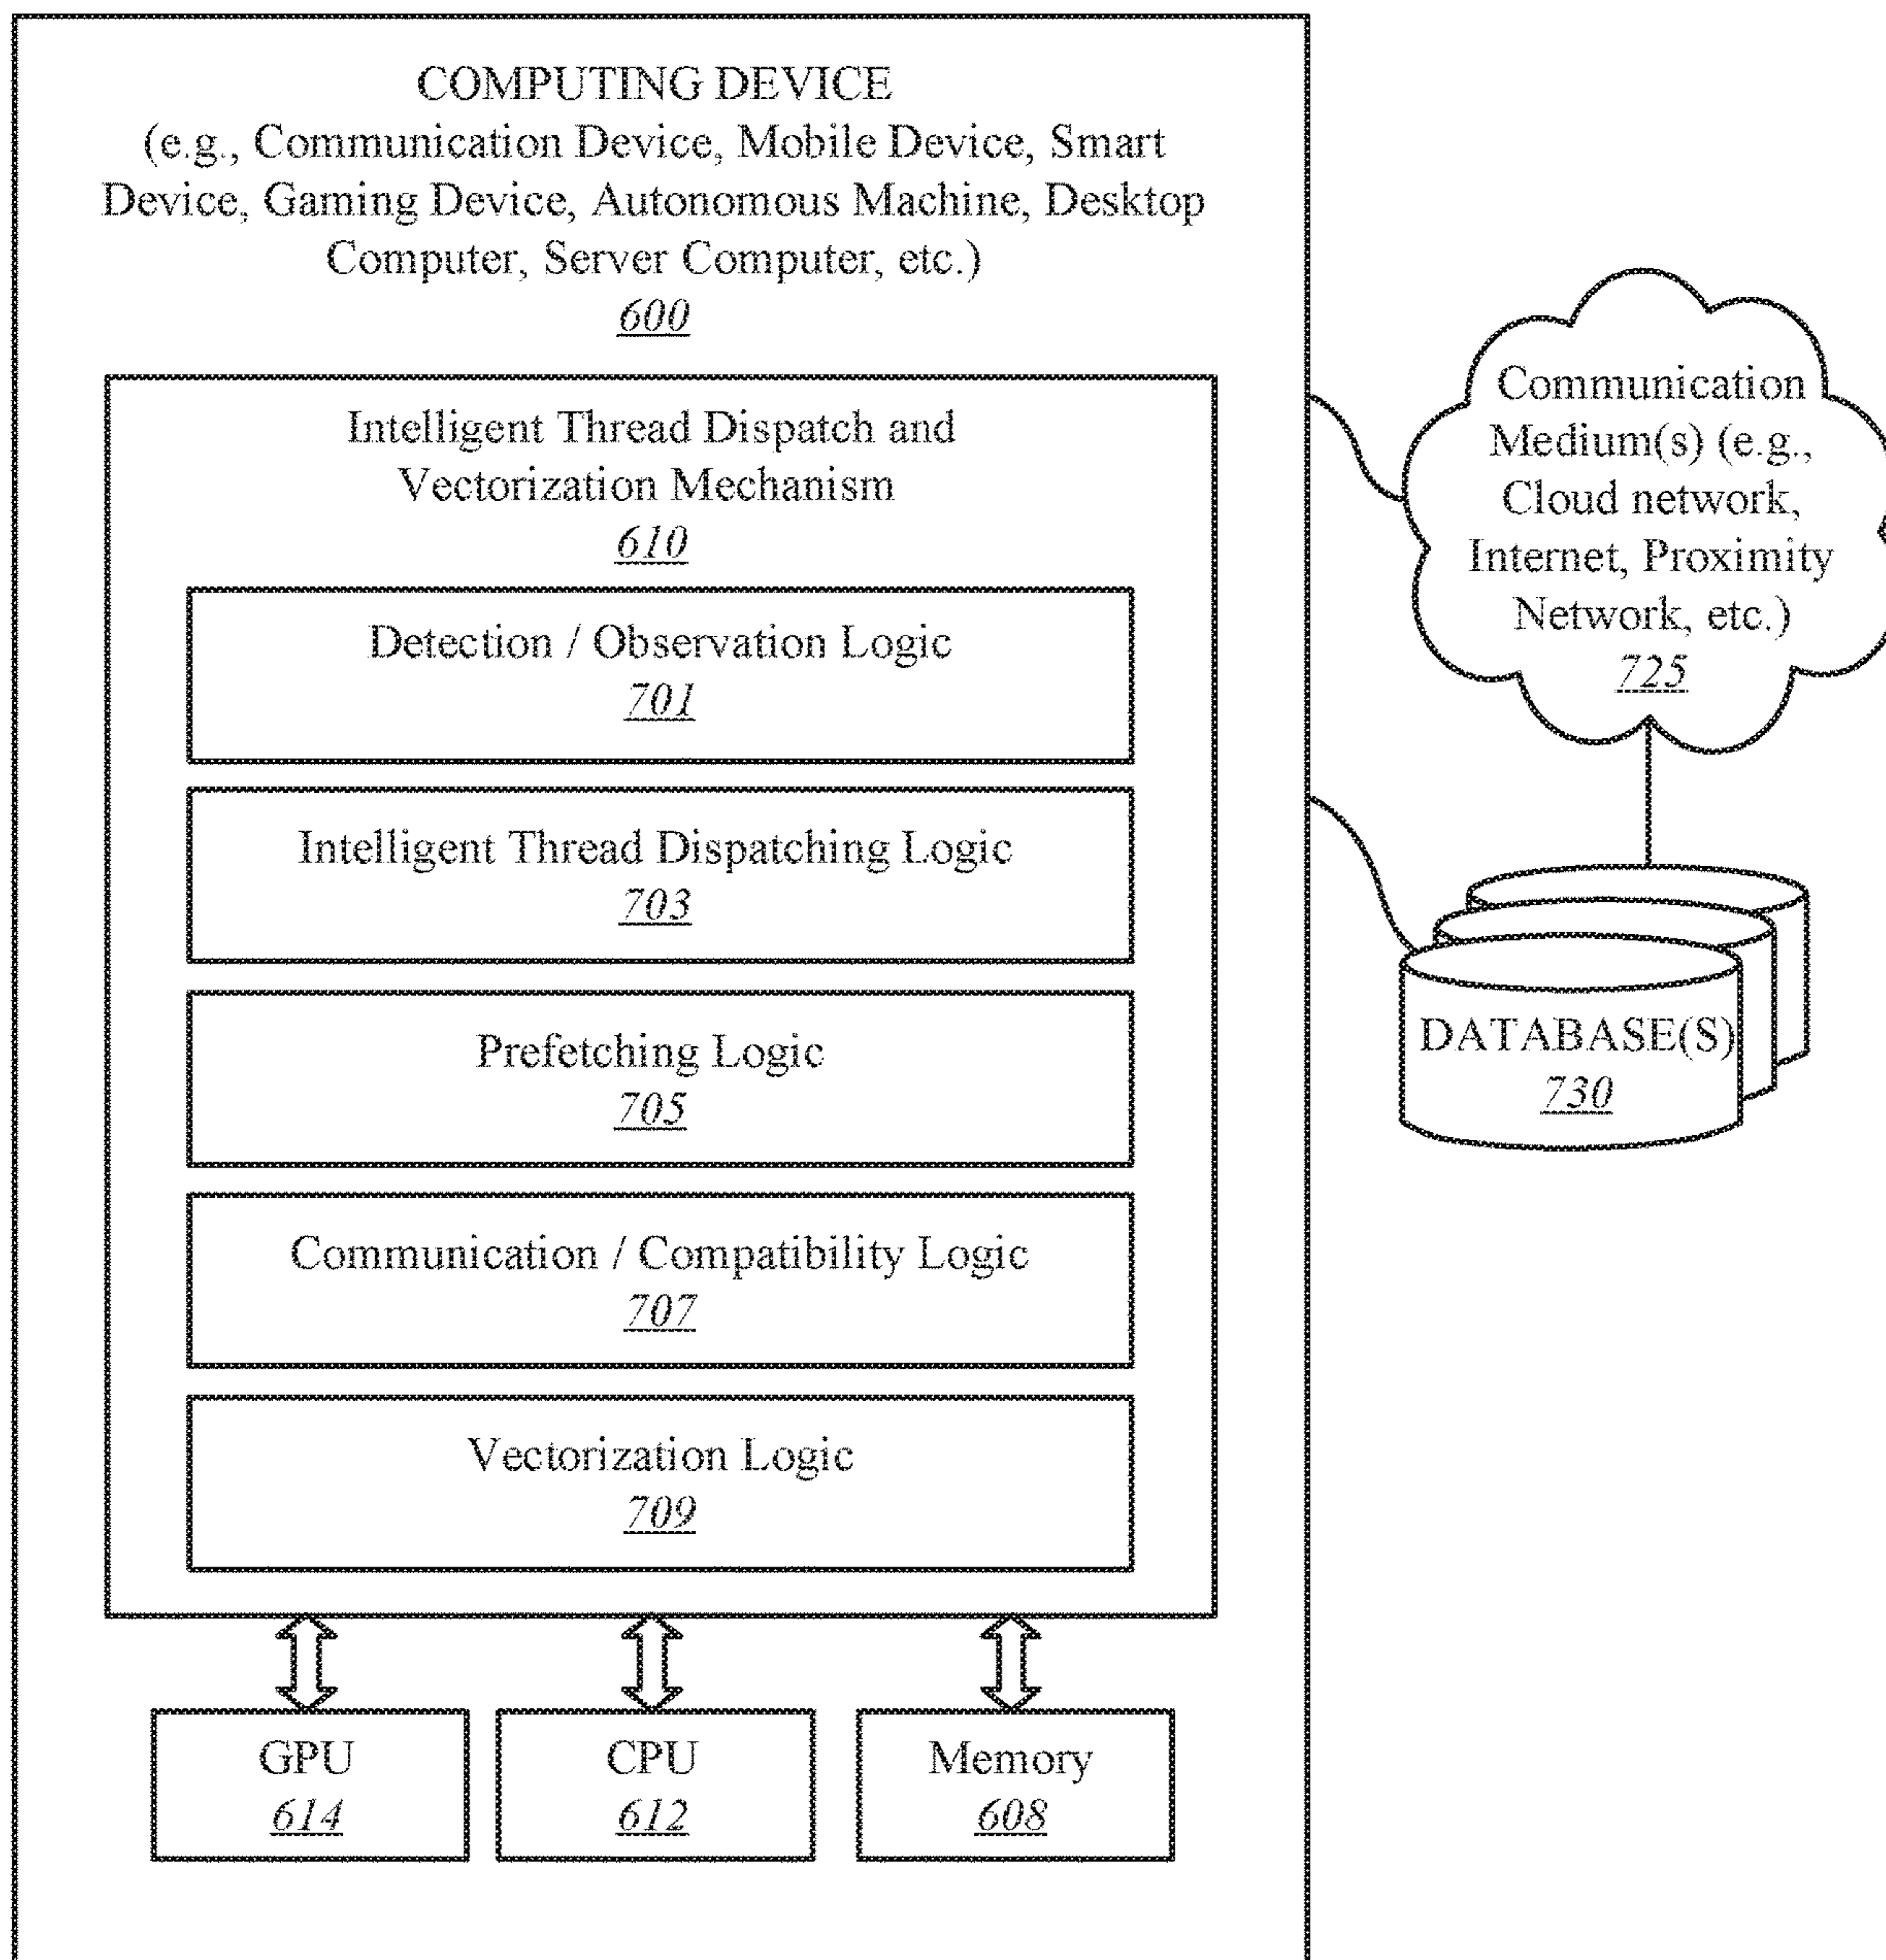 COMPUTING DEVICE
(e.g., Communication Device, Mobile Device, Smart
Device, Gaming Device, Autonomous Machine, Desktop
Computer, Server Computer, etc.)
600
Intelligent Thread Dispatch and
Vectorization Mechanism
610
Detection / Observation Logic
701
Intelligent Thread Dispatching Logic
703
Prefetching Logic
705
Communication / Compatibility Logic
707
Vectorization Logic
709
GPU
614
CPU
612
Memory
608
Communication
Medium(s) (e.g.,
Cloud network,
Internet, Proximity
Network, etc.)
725
DATABASE(S)
730